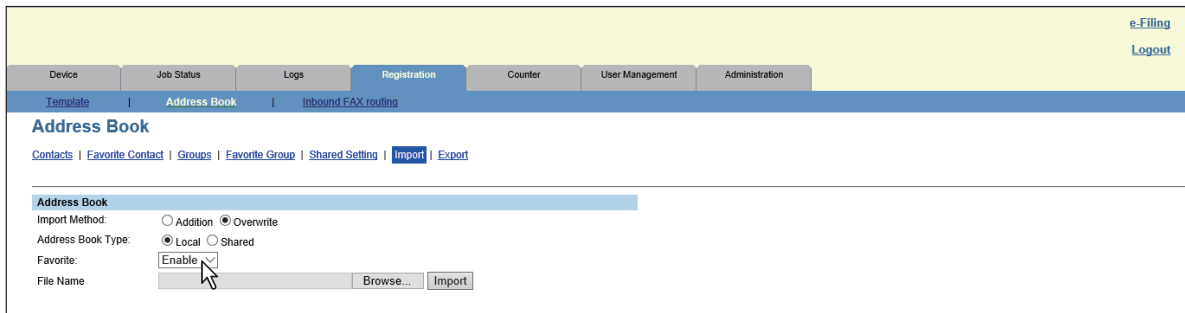 e-Filing
Logout
Device Job Status Logs Registration Counter User Management Administration
Template | Address Book | Inbound FAX routing
Address Book
Contacts | Favorite Contact | Groups | Favorite Group | Shared Setting | Import | Export
Address Book
Import Method: Addition Overwrite
Address Book Type: Local Shared
Favorite: Enable
File Name Browse... Import